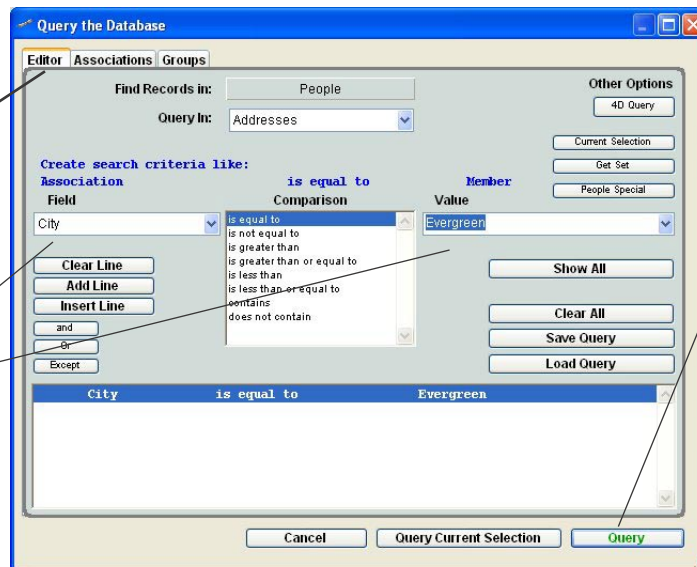 Query the Database
Editor Associations Groups
Find Records in: People
Other Options
4D Query
Query In: Addresses
Current Selection
Create search criteria like:
Get Set
Association is equal to Member
People Special
Field Comparison Value
City
is equal to
Evergreen
is not equal to
is greater than
is greater than or equal to
is less than
is less than or equal to
contains
does not contain
Clear Line
Show All
Add Line
Insert Line
Clear All
and
Save Query
Or
Load Query
Except
City is equal to Evergreen
Cancel Query Current Selection Query